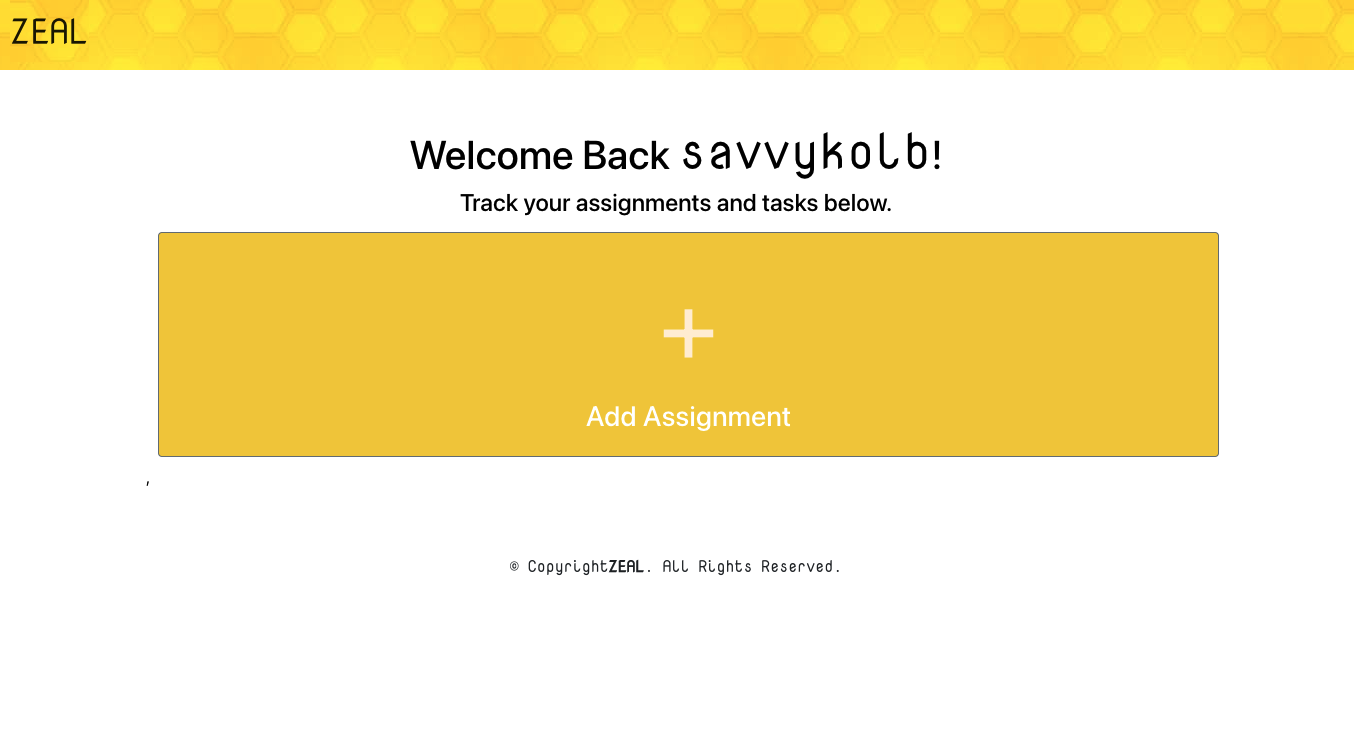 ZEAL
Welcome Back savvykolb!
Track your assignments and tasks below.
+
Add Assignment
,
© CopyrightZEAL. All Rights Reserved.